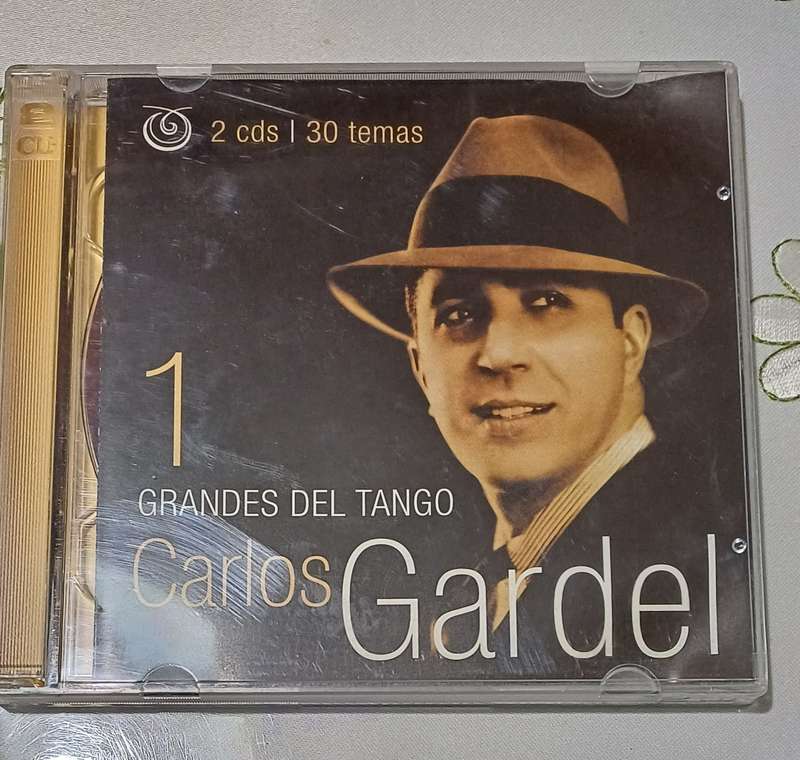 2 cds | 30 temas
1
GRANDES DEL TANGO
Carlos Gardel